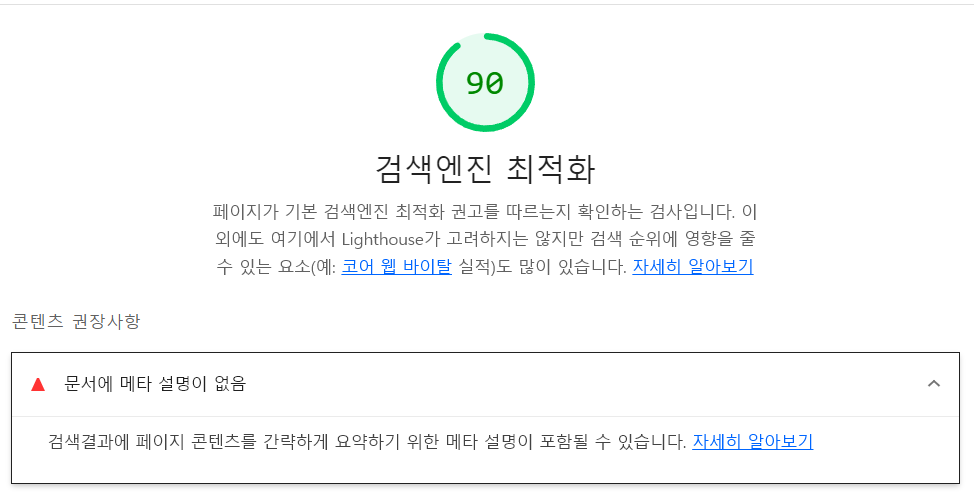 90
검색엔진 최적화
페이지가 기본 검색엔진 최적화 권고를 따르는지 확인하는 검사입니다. 이
외에도 여기에서 Lighthouse가 고려하지는 않지만 검색 순위에 영향을 줄
수 있는 요소(예: 코어 웹 바이탈 실적)도 많이 있습니다. 자세히 알아보기
콘텐츠 권장사항
문서에 메타 설명이 없음
검색결과에 페이지 콘텐츠를 간략하게 요약하기 위한 메타 설명이 포함될 수 있습니다. 자세히 알아보기